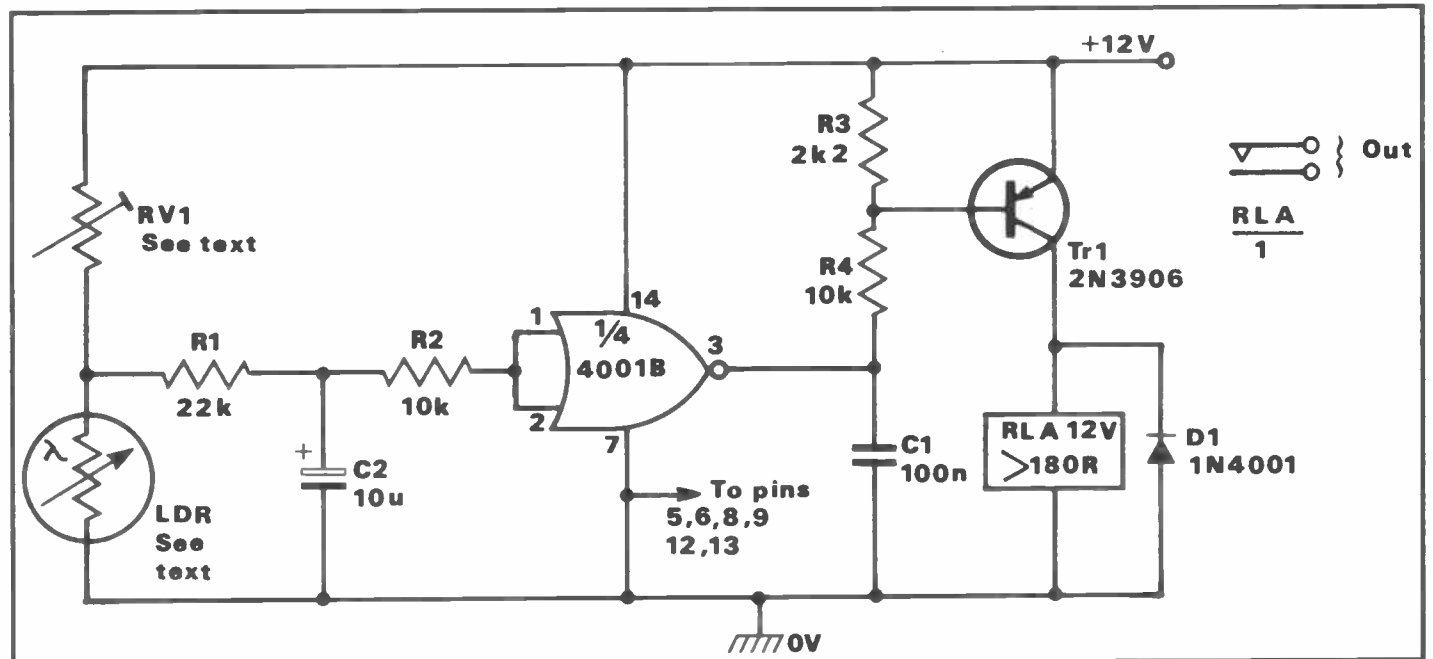 +12V
R3
2k2
Out
RLA
1
RV1
See text
Tr1
2N3906
R4
10k
14
1
1/4
3
4001B
2
7
R1
22k
R2
10k
λ
+
C2
10u
C1
100n
RLA 12V
>180R
D1
1N4001
To pins
5,6,8,9
12,13
LDR
See
text
0V